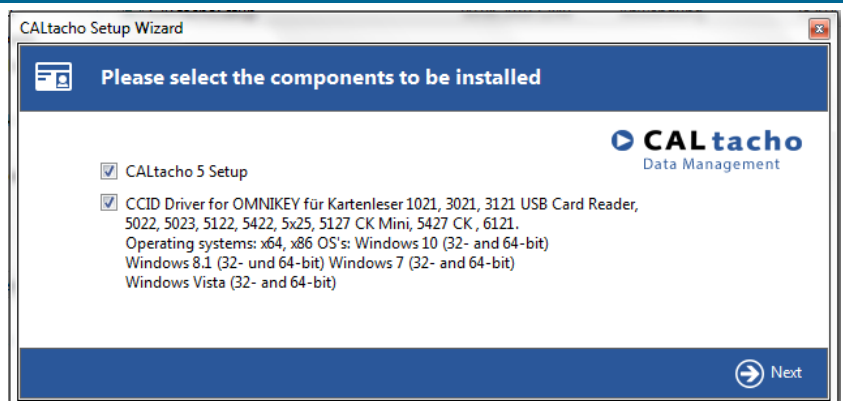 CALtacho Setup Wizard
Please select the components to be installed
CALtacho
Data Management
CALtacho 5 Setup
CCID Driver for OMNIKEY für Kartenleser 1021, 3021, 3121 USB Card Reader,
5022, 5023, 5122, 5422, 5x25, 5127 CK Mini, 5427 CK , 6121.
Operating systems: x64, x86 OS's: Windows 10 (32- and 64-bit)
Windows 8.1 (32- und 64-bit) Windows 7 (32- and 64-bit)
Windows Vista (32- and 64-bit)
Next